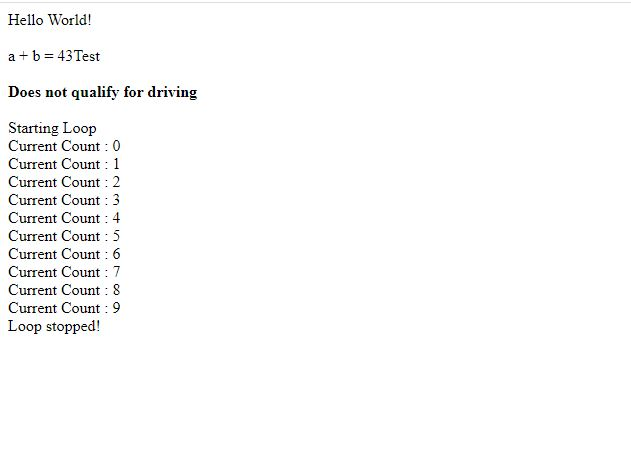 Hello World!
a + b = 43Test
Does not qualify for driving
Starting Loop
Current Count : 0
Current Count : 1
Current Count : 2
Current Count : 3
Current Count : 4
Current Count : 5
Current Count : 6
Current Count : 7
Current Count : 8
Current Count : 9
Loop stopped!